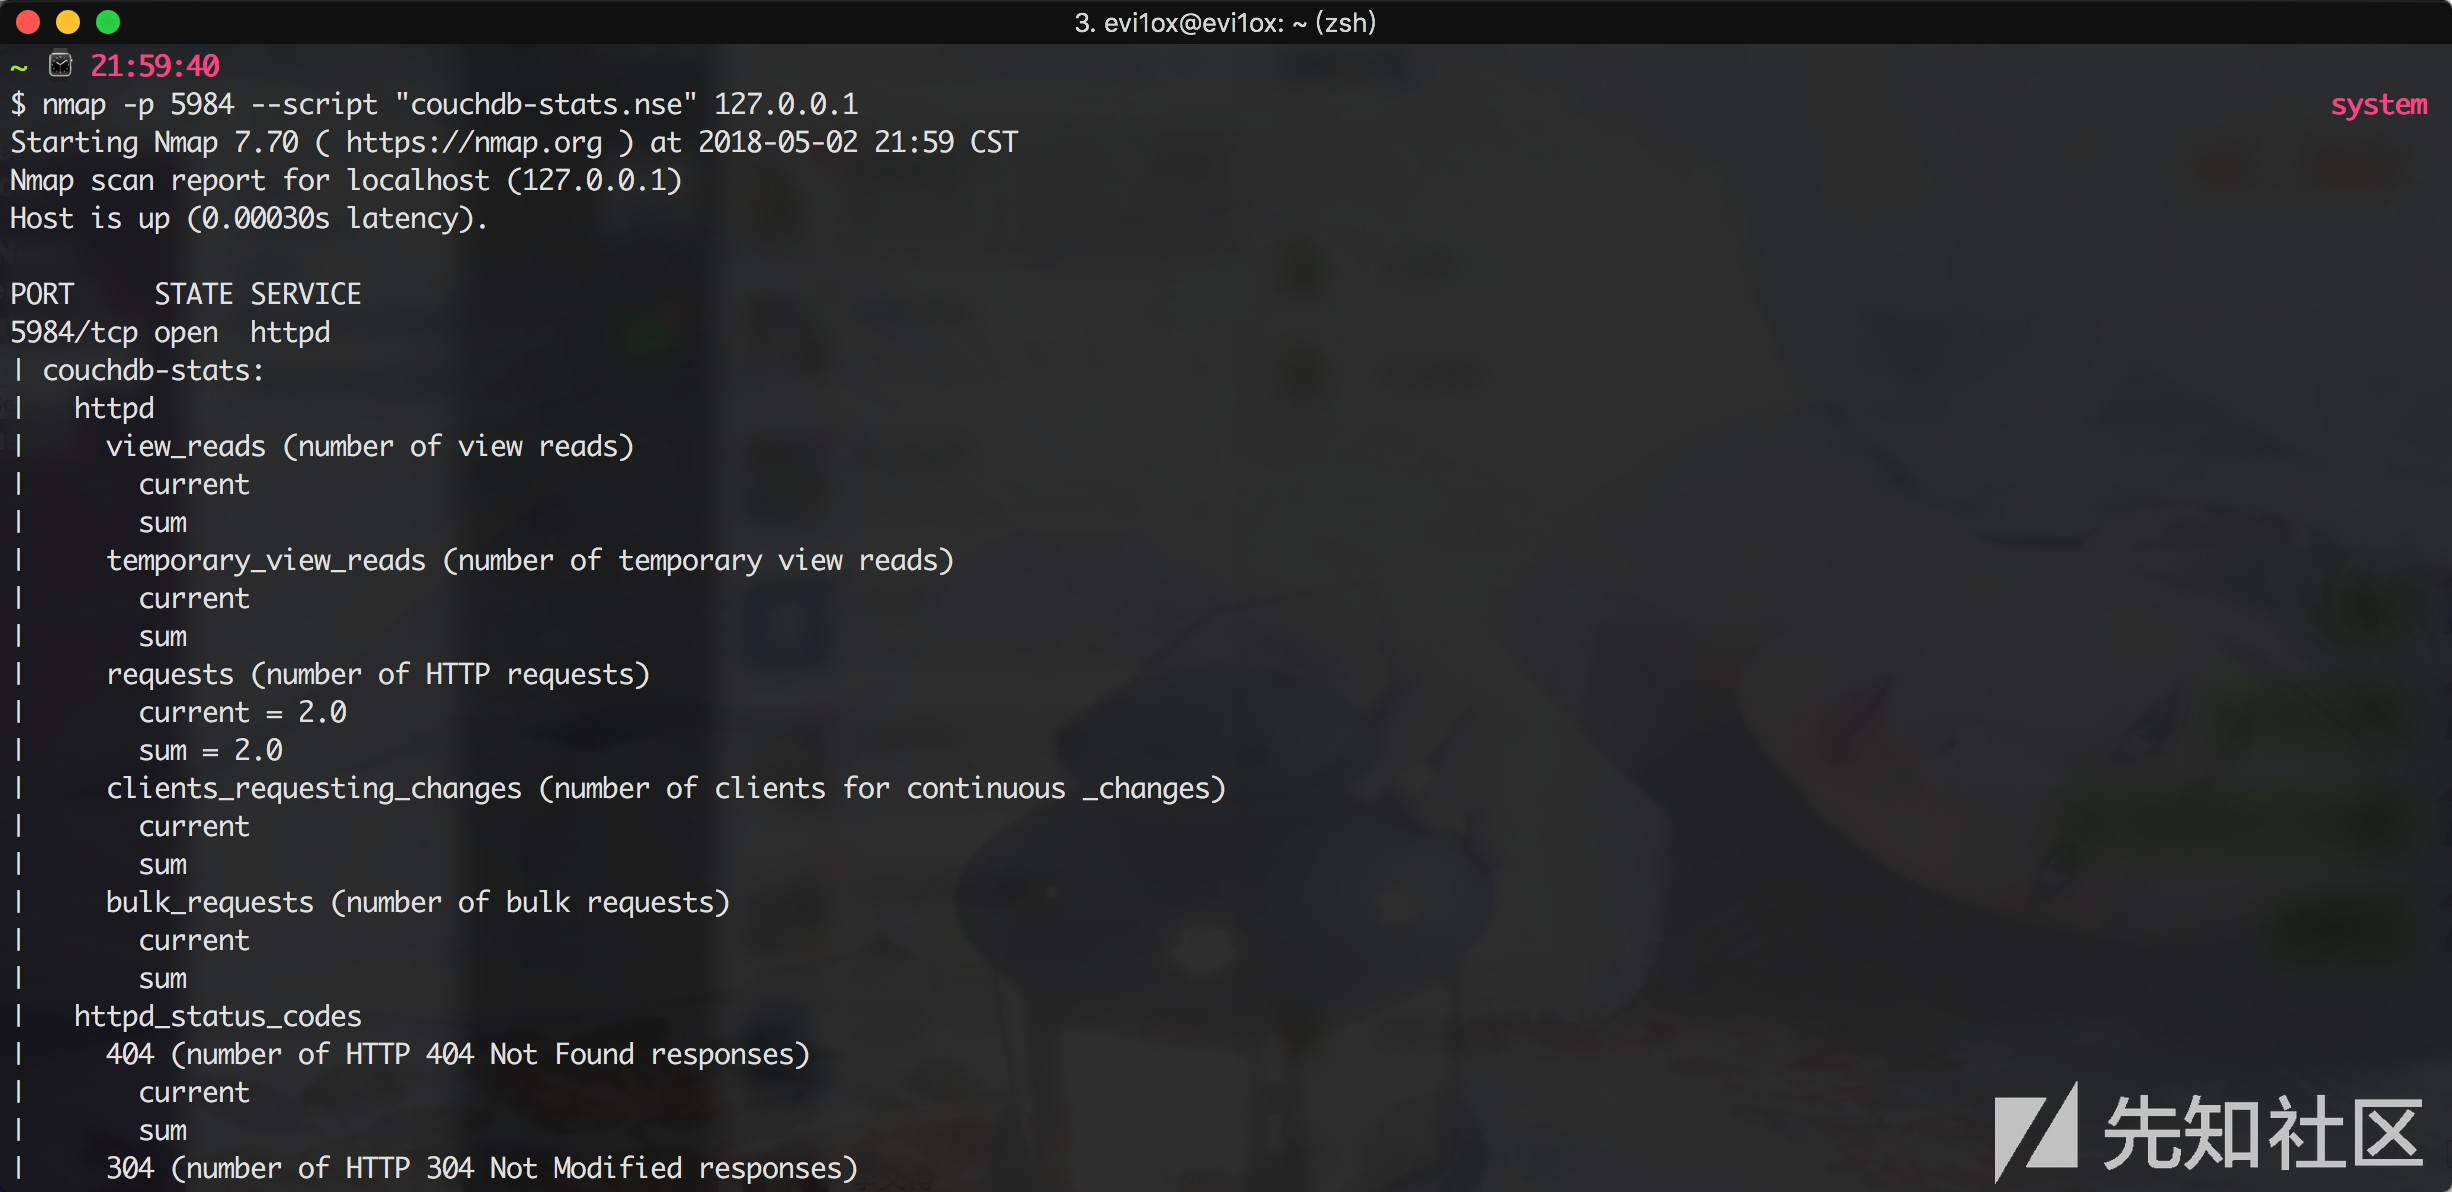 3. evi1ox@evi1ox: ~ (zsh)
~ ⌚ 21:59:40
$ nmap -p 5984 --script "couchdb-stats.nse" 127.0.0.1 system
Starting Nmap 7.70 ( https://nmap.org ) at 2018-05-02 21:59 CST
Nmap scan report for localhost (127.0.0.1)
Host is up (0.00030s latency).
PORT     STATE SERVICE
5984/tcp open  httpd
| couchdb-stats:
|   httpd
|     view_reads (number of view reads)
|       current
|       sum
|     temporary_view_reads (number of temporary view reads)
|       current
|       sum
|     requests (number of HTTP requests)
|       current = 2.0
|       sum = 2.0
|     clients_requesting_changes (number of clients for continuous _changes)
|       current
|       sum
|     bulk_requests (number of bulk requests)
|       current
|       sum
|   httpd_status_codes
|     404 (number of HTTP 404 Not Found responses)
|       current
|       sum
|     304 (number of HTTP 304 Not Modified responses)
先知社区